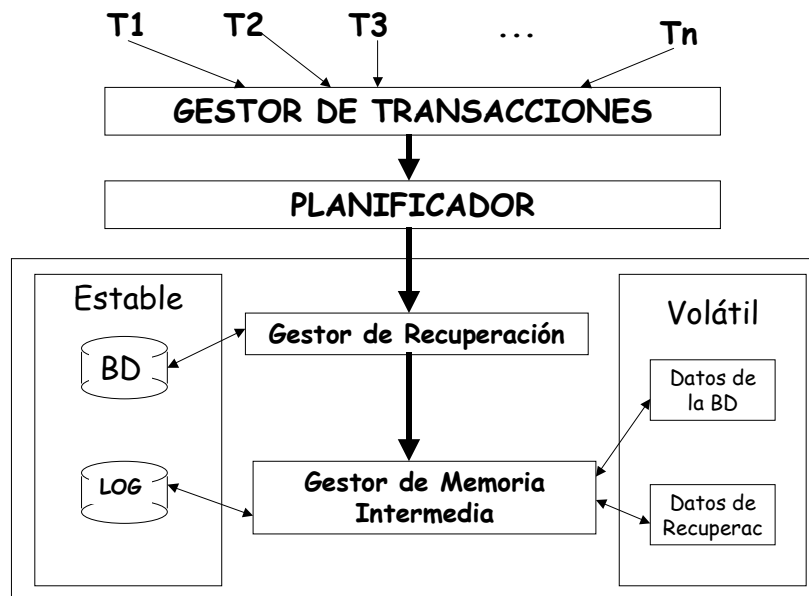 T1 T2 T3 ... Tn
GESTOR DE TRANSACCIONES
PLANIFICADOR
Estable
Volátil
Gestor de Recuperación
BD
Datos de
la BD
LOG
Gestor de Memoria
Intermedia
Datos de
Recuperac